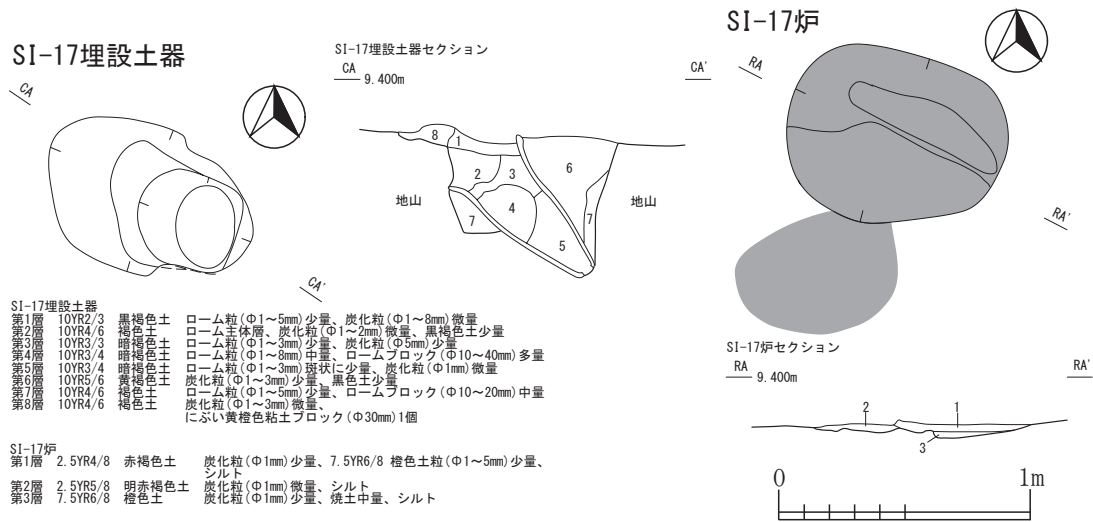 SI-17埋設土器
CA
CA'
SI-17埋設土器セクション
CA
9.400m
CA'
8
1
2
3
6
4
7
5
7
地山
地山
SI-17炉
RA
RA'
SI-17炉セクション
RA
9.400m
RA'
2
1
3
0
1m
SI-17埋設土器
第1層 10YR2/3 黒褐色土 ローム粒(Φ1～5mm)少量、炭化粒(Φ1～8mm)微量
第2層 10YR4/6 褐色土 ローム主体層、炭化粒(Φ1～2mm)微量、黒褐色土少量
第3層 10YR3/3 暗褐色土 ローム粒(Φ1～3mm)少量、炭化粒(Φ5mm)少量
第4層 10YR3/4 暗褐色土 ローム粒(Φ1～8mm)中量、ロームブロック(Φ10～40mm)多量
第5層 10YR3/4 暗褐色土 ローム粒(Φ1～3mm)斑状に少量、炭化粒(Φ1mm)微量
第6層 10YR5/6 黄褐色土 炭化粒(Φ1～3mm)少量、黒色土少量
第7層 10YR4/6 褐色土 ローム粒(Φ1～5mm)少量、ロームブロック(Φ10～20mm)中量
第8層 10YR4/6 褐色土 炭化粒(Φ1～3mm)微量、
にぶい黄橙色粘土ブロック(Φ30mm)1個
SI-17炉
第1層 2.5YR4/8 赤褐色土 炭化粒(Φ1mm)少量、7.5YR6/8 橙色土粒(Φ1～5mm)少量、
シルト
第2層 2.5YR5/8 明赤褐色土 炭化粒(Φ1mm)微量、シルト
第3層 7.5YR6/8 橙色土 炭化粒(Φ1mm)少量、焼土中量、シルト